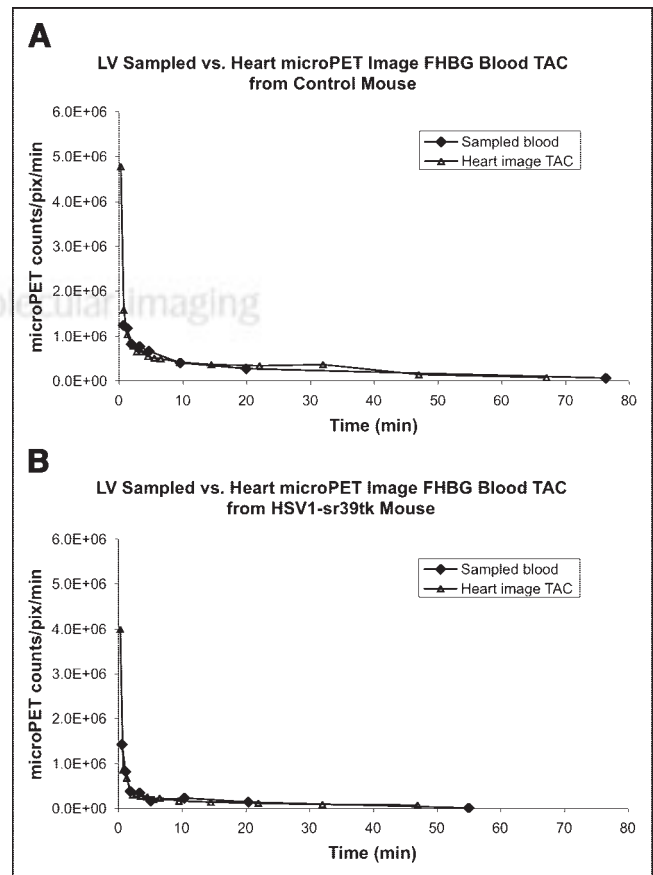 A
LV Sampled vs. Heart microPET Image FHBG Blood TAC
from Control Mouse
6.0E+06
5.0E+06
4.0E+06
3.0E+06
2.0E+06
1.0E+06
0.0E+00
microPET counts/pix/min
Sampled blood
Heart image TAC
0 10 20 30 40 50 60 70 80
Time (min)
olecular imaging
B
LV Sampled vs. Heart microPET Image FHBG Blood TAC
from HSV1-sr39tk Mouse
6.0E+06
5.0E+06
4.0E+06
3.0E+06
2.0E+06
1.0E+06
0.0E+00
microPET counts/pix/min
Sampled blood
Heart image TAC
0 10 20 30 40 50 60 70 80
Time (min)